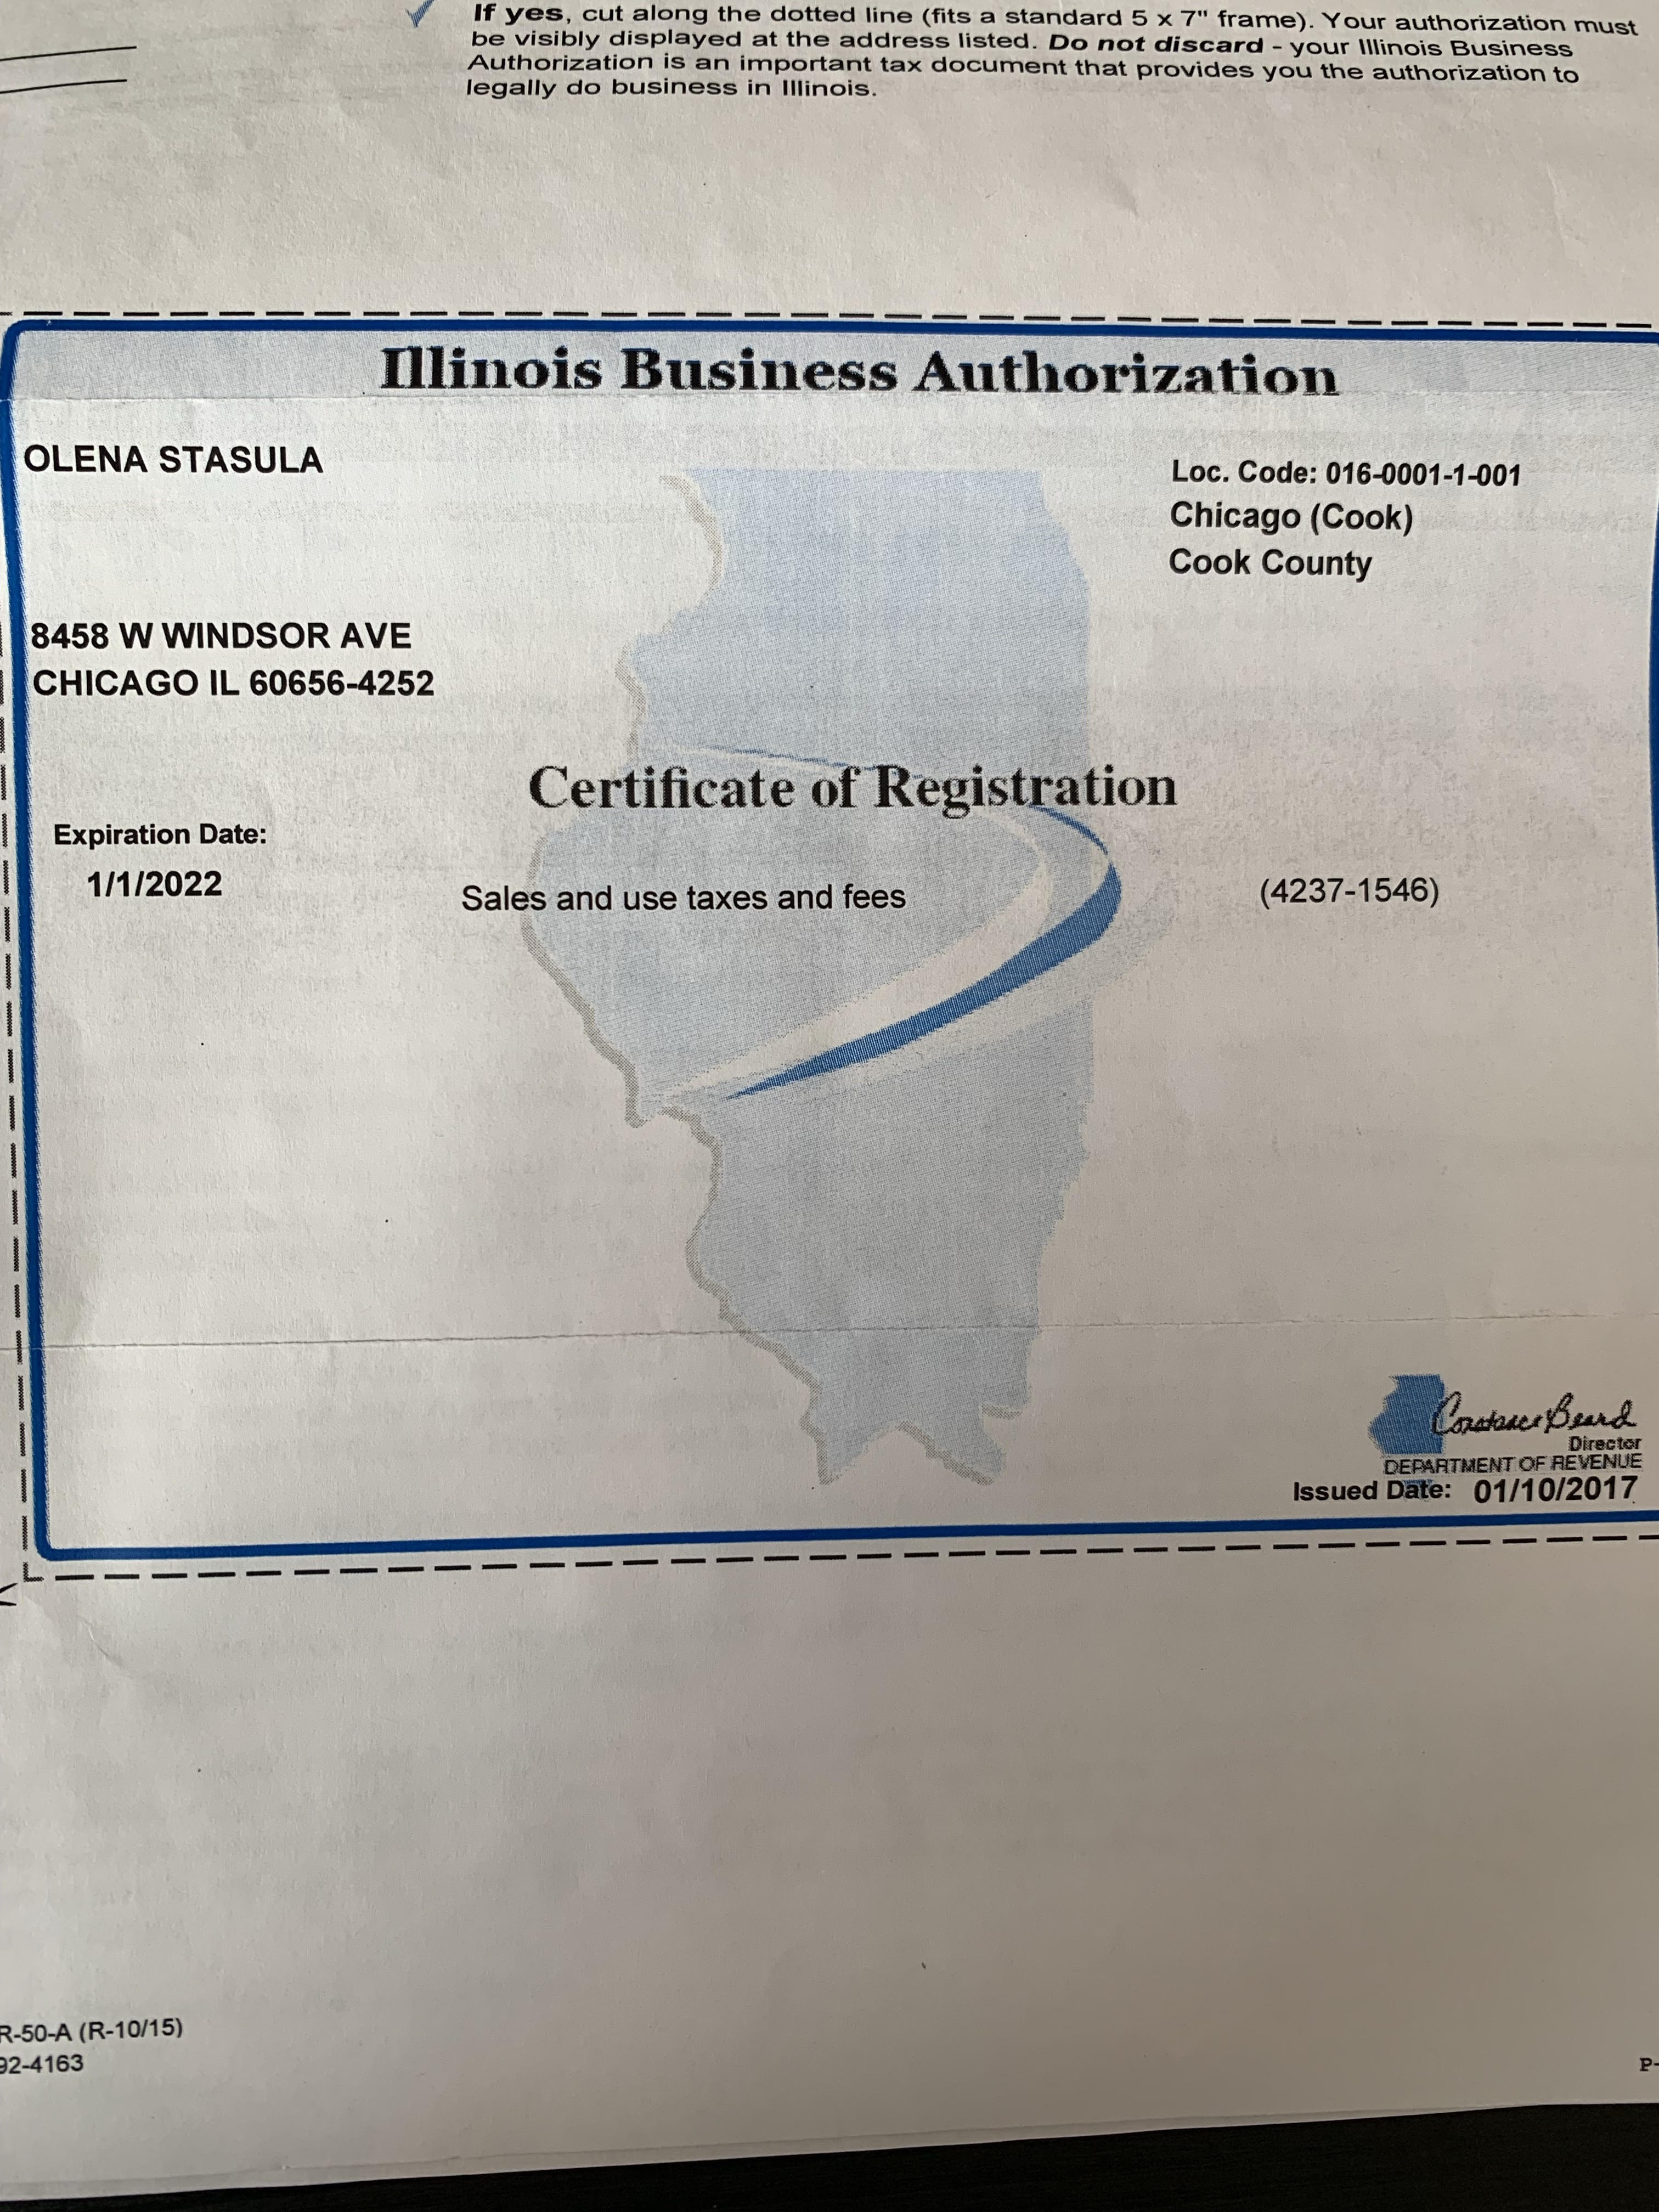 If yes, cut along the dotted line (fits a standard 5 x 7" frame). Your authorization must
be visibly displayed at the address listed. Do not discard - your Illinois Business
Authorization is an important tax document that provides you the authorization to
legally do business in Illinois.
Illinois Business Authorization
OLENA STASULA
Loc. Code: 016-0001-1-001
Chicago (Cook)
Cook County
8458 W WINDSOR AVE
CHICAGO IL 60656-4252
Certificate of Registration
Expiration Date:
1/1/2022
Sales and use taxes and fees
(4237-1546)
Constance Beard
Director
DEPARTMENT OF REVENUE
Issued Date: 01/10/2017
R-50-A (R-10/15)
92-4163
P-